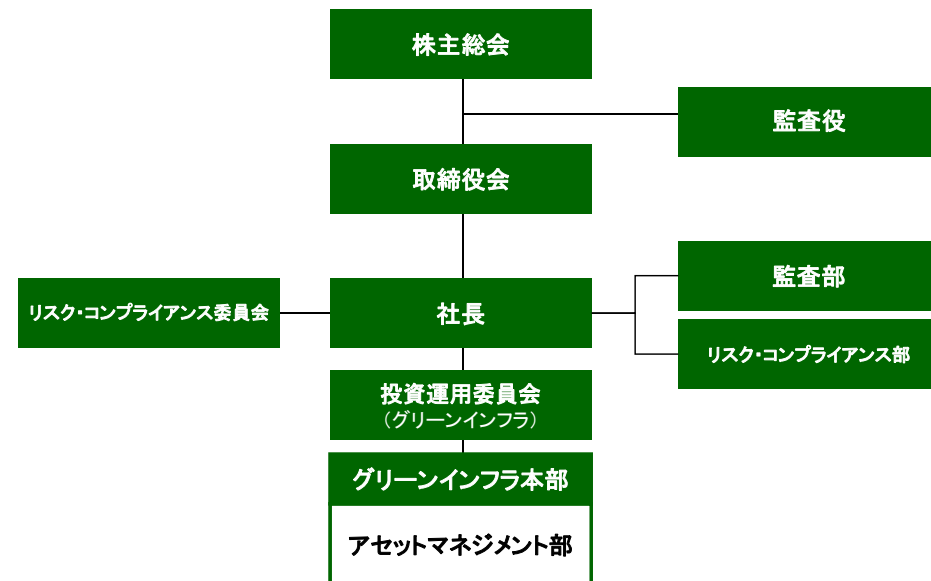 株主総会
監査役
取締役会
監査部
リスク・コンプライアンス委員会
社長
リスク・コンプライアンス部
投資運用委員会
（グリーンインフラ）
グリーンインフラ本部
アセットマネジメント部